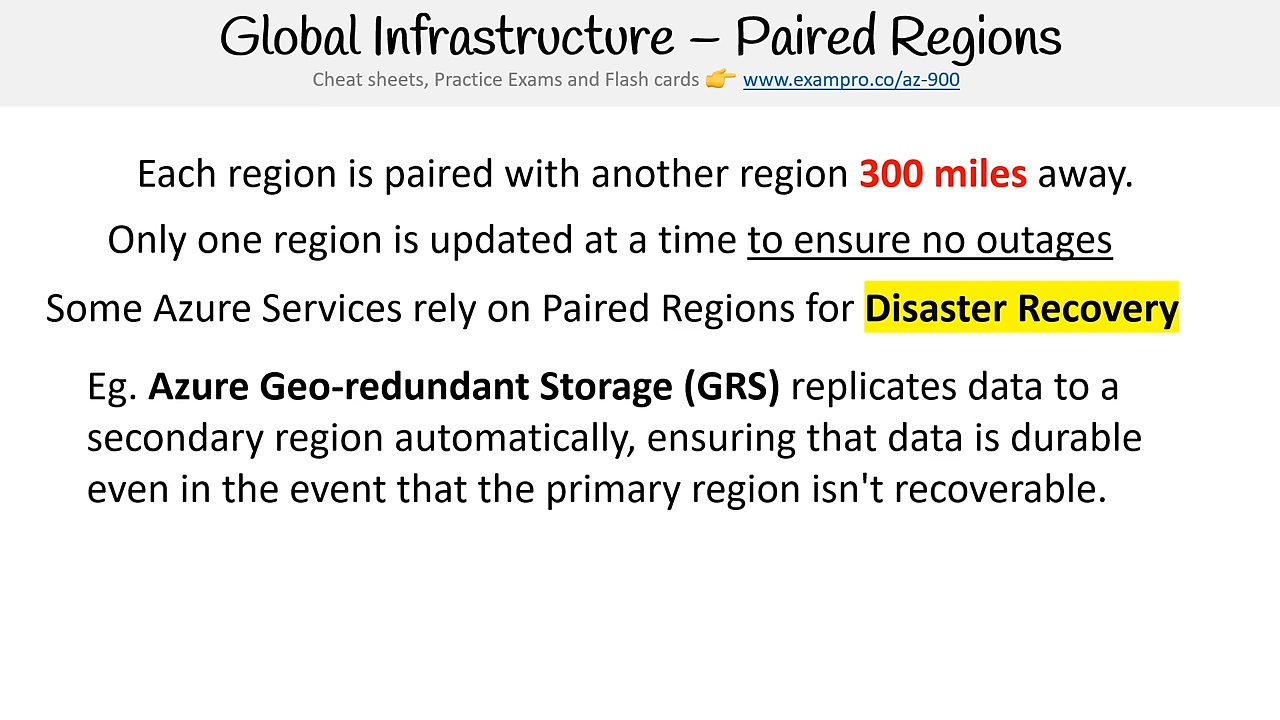 Global Infrastructure – Paired Regions
Cheat sheets, Practice Exams and Flash cards 👉 www.exampro.co/az-900
Each region is paired with another region 300 miles away.
Only one region is updated at a time to ensure no outages
Some Azure Services rely on Paired Regions for Disaster Recovery
Eg. Azure Geo-redundant Storage (GRS) replicates data to a
secondary region automatically, ensuring that data is durable
even in the event that the primary region isn't recoverable.